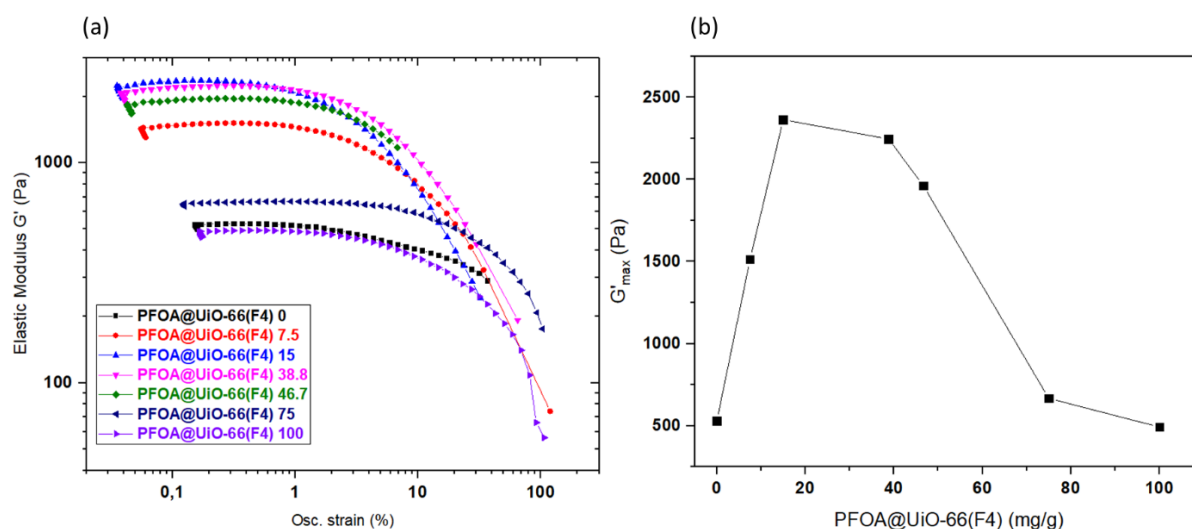 (a)
(b)
Elastic Modulus G' (Pa)
1000
100
PFOA@UiO-66(F4) 0
PFOA@UiO-66(F4) 7.5
PFOA@UiO-66(F4) 15
PFOA@UiO-66(F4) 38.8
PFOA@UiO-66(F4) 46.7
PFOA@UiO-66(F4) 75
PFOA@UiO-66(F4) 100
0,1
1
10
100
Osc. strain (%)
G'max (Pa)
2500
2000
1500
1000
500
0
20
40
60
80
100
PFOA@UiO-66(F4) (mg/g)